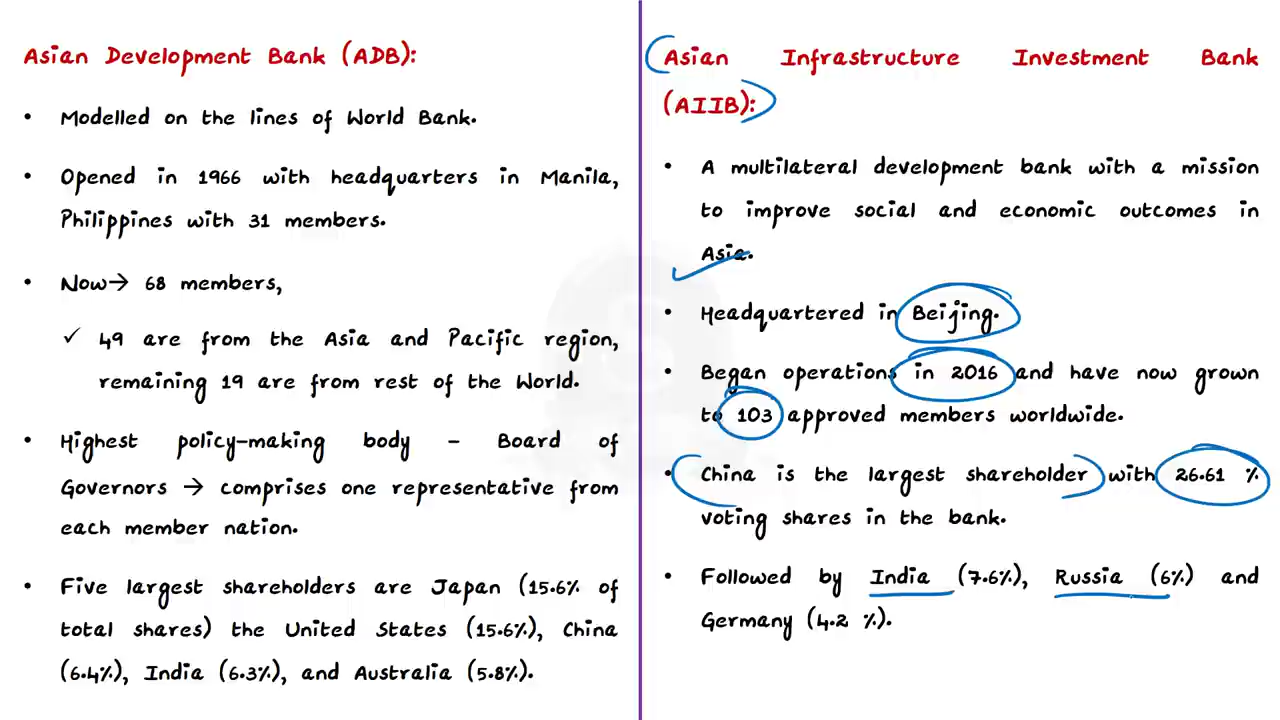 Asian Development Bank (ADB):
• Modelled on the lines of World Bank.
• Opened in 1966 with headquarters in Manila,
Philippines with 31 members.
• Now→ 68 members,
✓ 49 are from the Asia and Pacific region,
remaining 19 are from rest of the World.
• Highest policy-making body – Board of
Governors → comprises one representative from
each member nation.
• Five largest shareholders are Japan (15.6% of
total shares) the United States (15.6%), China
(6.4%), India (6.3%), and Australia (5.8%).
Asian Infrastructure Investment Bank
(AIIB):
• A multilateral development bank with a mission
to improve social and economic outcomes in
Asia.
• Headquartered in Beijing.
• Began operations in 2016 and have now grown
to 103 approved members worldwide.
• China is the largest shareholder with 26.61 %
voting shares in the bank.
• Followed by India (7.6%), Russia (6%) and
Germany (4.2 %).